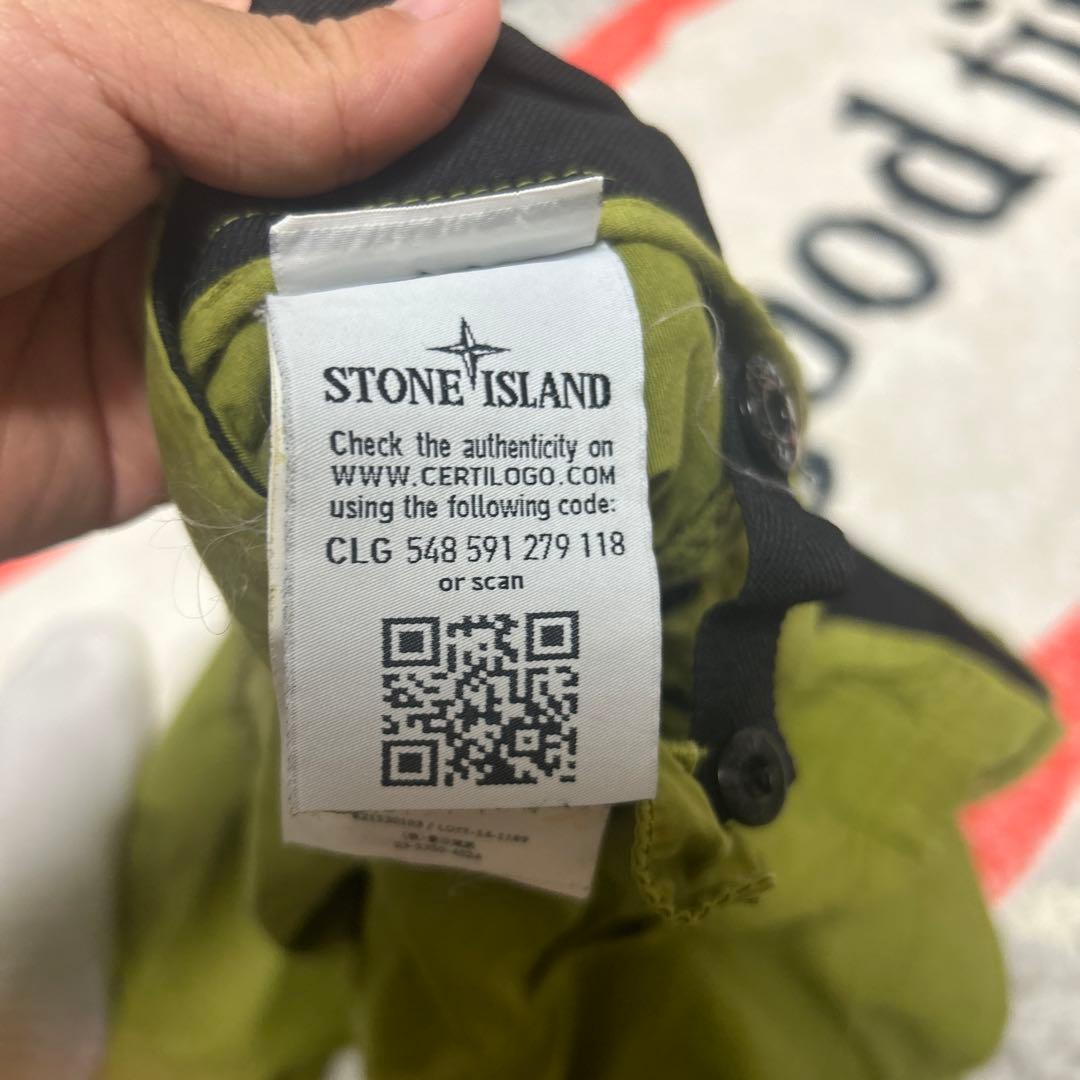 STONE ISLAND
Check the authenticity on
WWW.CERTILOGO.COM
using the following code:
CLG 548 591 279 118
or scan
ood